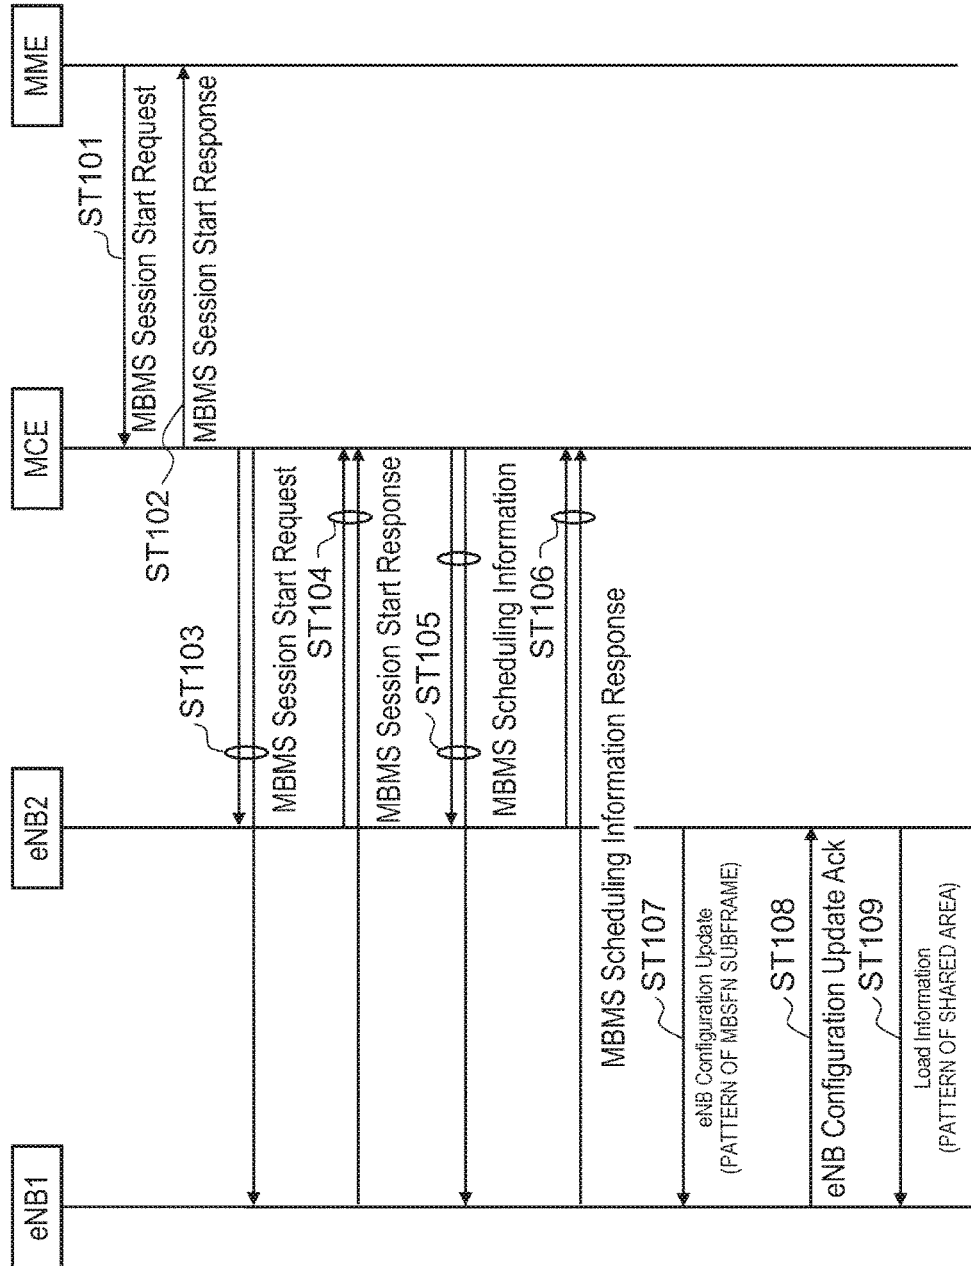 eNB1
eNB2
MCE
MME
ST101
MBMS Session Start Request
ST102
MBMS Session Start Response
ST103
MBMS Session Start Request
ST104
MBMS Session Start Response
ST105
MBMS Scheduling Information
ST106
MBMS Scheduling Information Response
ST107
eNB Configuration Update
(PATTERN OF MBSFN SUBFRAME)
ST108
eNB Configuration Update Ack
ST109
Load Information
(PATTERN OF SHARED AREA)